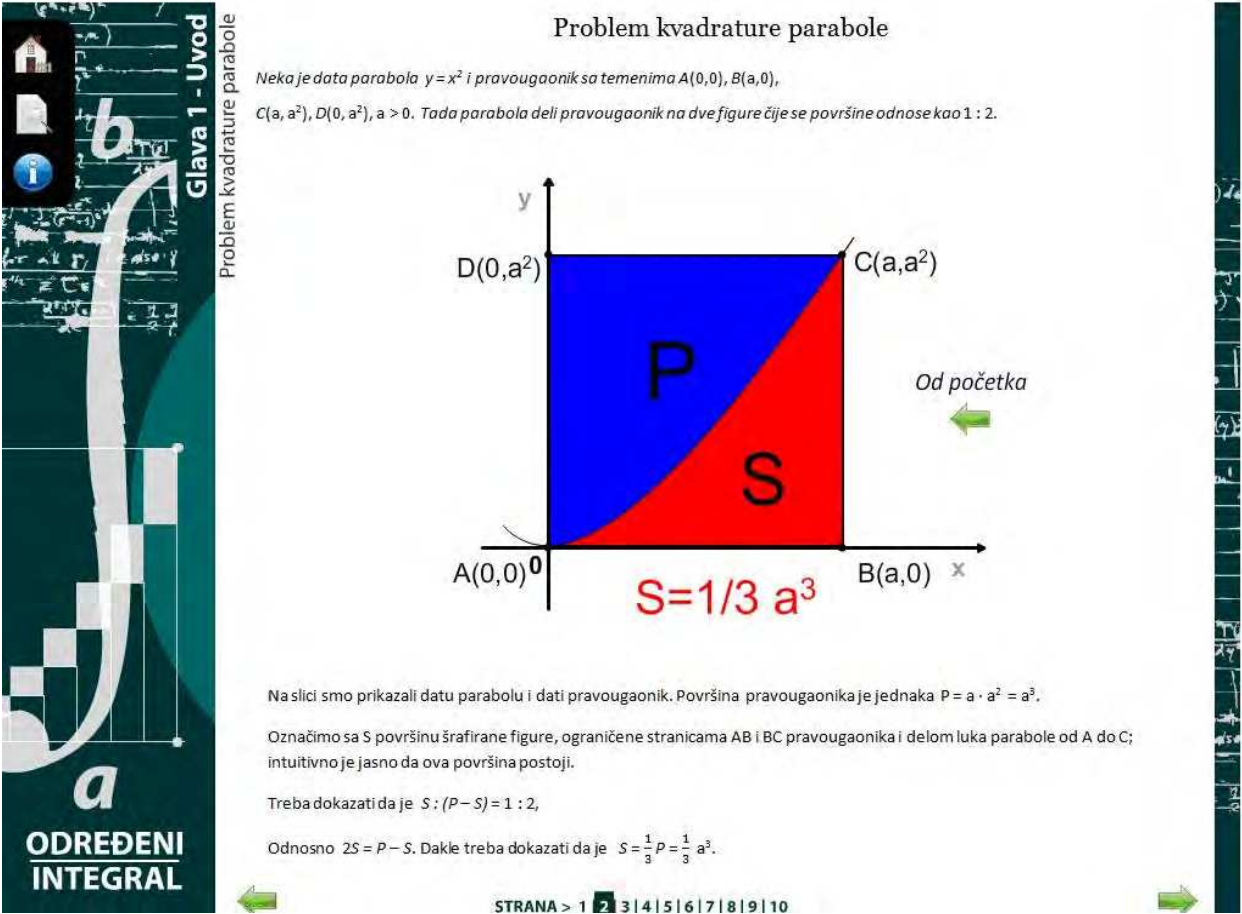 Problem kvadrature parabole
Neka je data parabola y = x² i pravougaonik sa temenima A(0,0), B(a,0),
C(a, a²), D(0, a²), a > 0. Tada parabola deli pravougaonik na dve figure čije se površine odnose kao 1 : 2.
Glava 1 - Uvod
Problem kvadrature parabole
b
a
ODREĐENI
INTEGRAL
y
D(0,a²)
C(a,a²)
P
S
Od početka
A(0,0)
0
B(a,0)
x
S=1/3 a³
Na slici smo prikazali datu parabolu i dati pravougaonik. Površina pravougaonika je jednaka P = a · a² = a³.
Označimo sa S površinu šrafirane figure, ograničene stranicama AB i BC pravougaonika i delom luka parabole od A do C;
intuitivno je jasno da ova površina postoji.
Treba dokazati da je S : (P – S) = 1 : 2,
Odnosno 2S = P – S. Dakle treba dokazati da je S = 1/3 P = 1/3 a³.
STRANA > 1 | 2 | 3 | 4 | 5 | 6 | 7 | 8 | 9 | 10